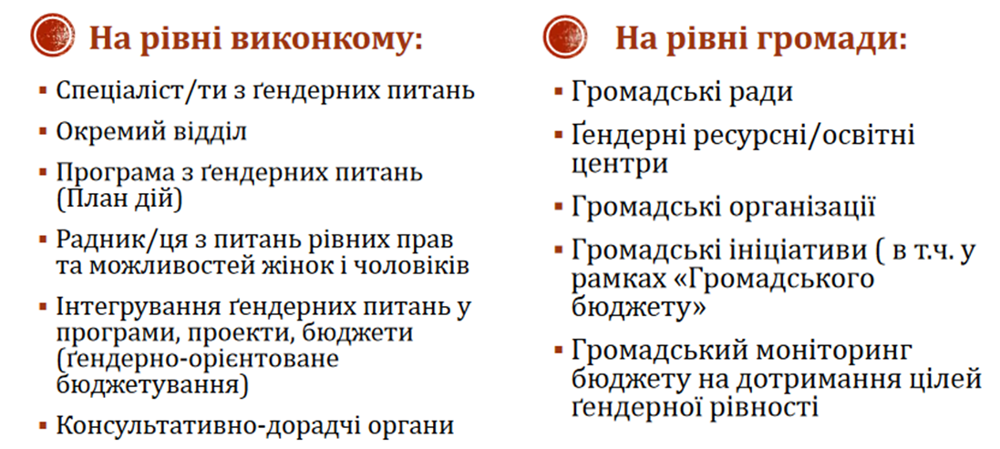 На рівні виконкому:
▪ Спеціаліст/ти з ґендерних питань
▪ Окремий відділ
▪ Програма з ґендерних питань
(План дій)
▪ Радник/ця з питань рівних прав
та можливостей жінок і чоловіків
▪ Інтегрування ґендерних питань у
програми, проекти, бюджети
(ґендерно-орієнтоване
бюджетування)
▪ Консультативно-дорадчі органи
На рівні громади:
▪ Громадські ради
▪ Ґендерні ресурсні/освітні
центри
▪ Громадські організації
▪ Громадські ініціативи ( в т.ч. у
рамках «Громадського
бюджету»
▪ Громадський моніторинг
бюджету на дотримання цілей
ґендерної рівності